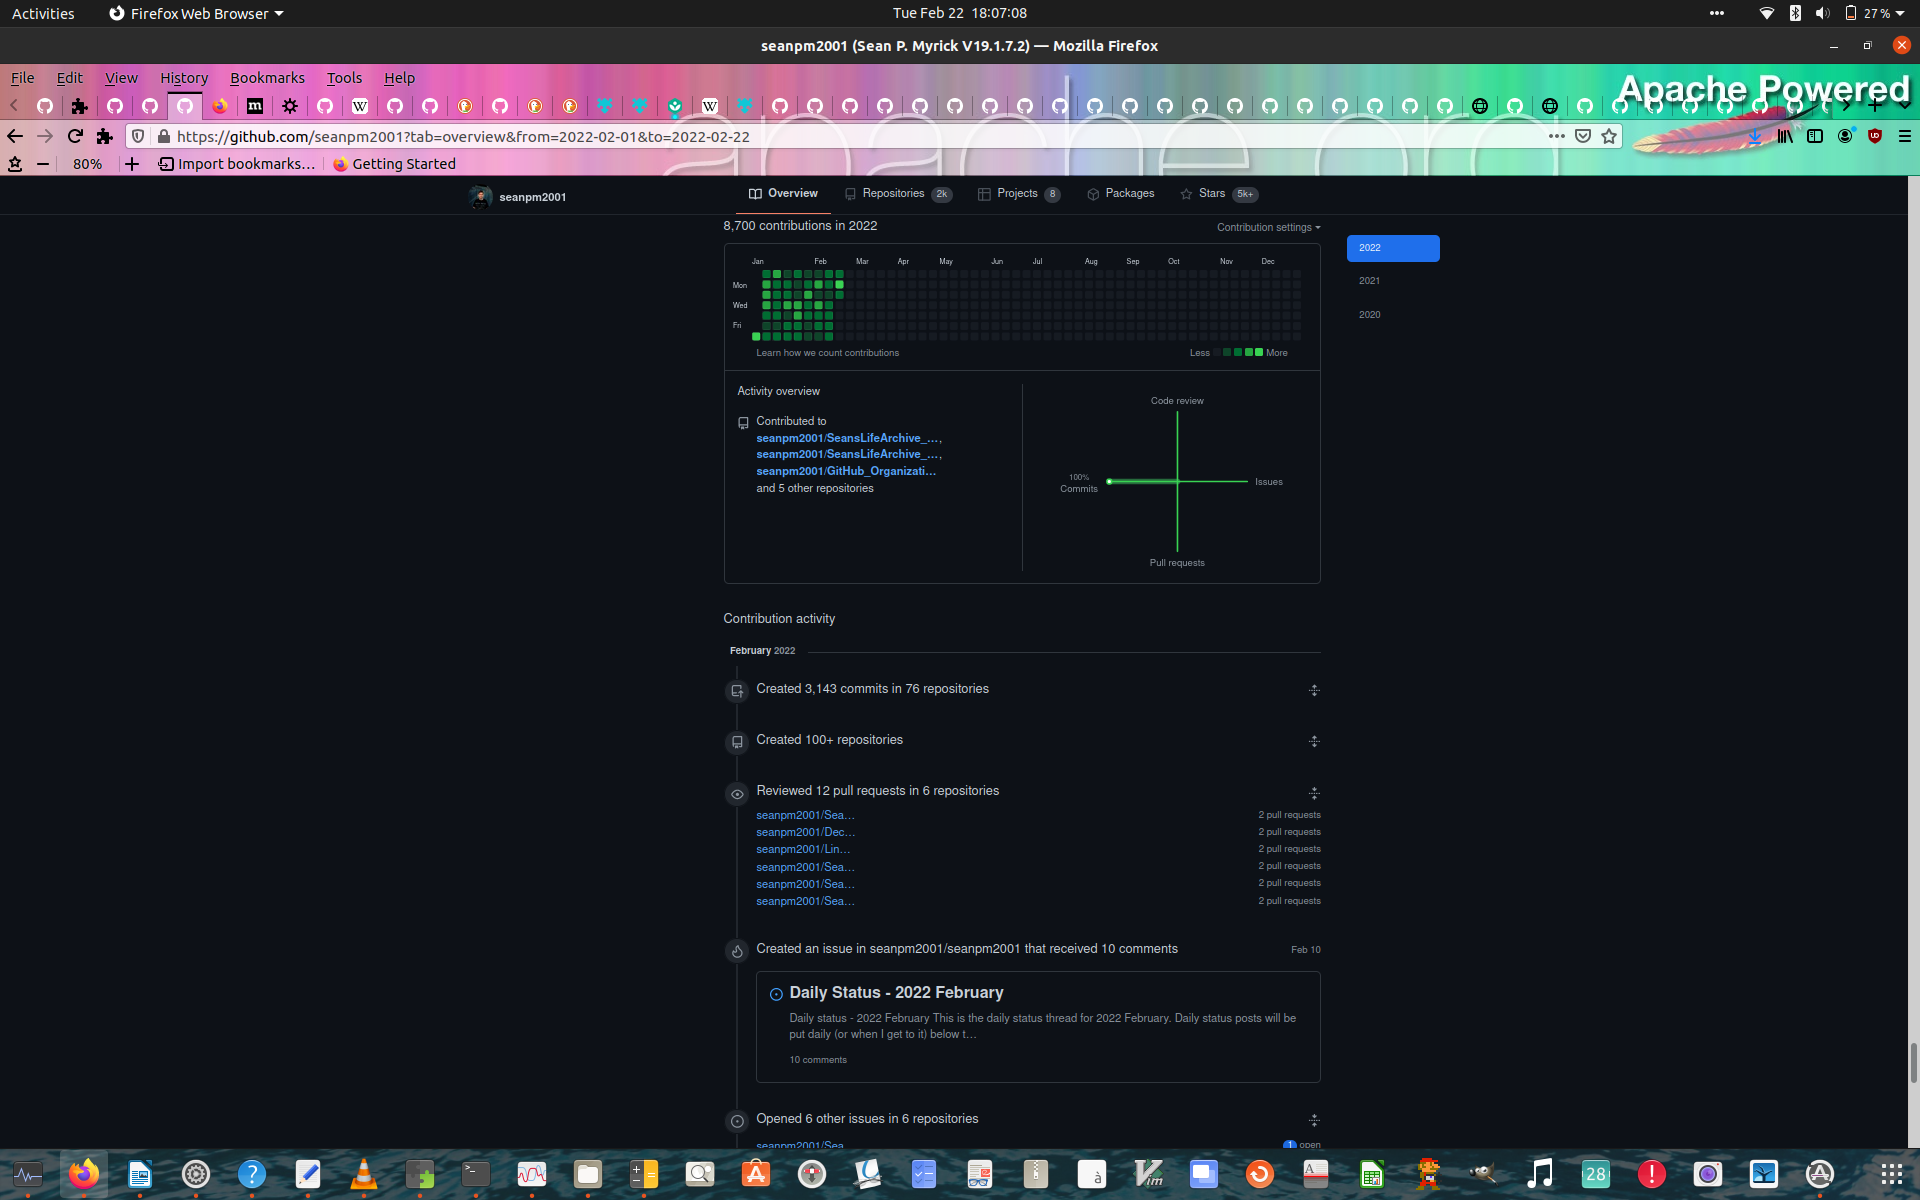 Activities
Firefox Web Browser
Tue Feb 22 18:07:08
27 %
seanpm2001 (Sean P. Myrick V19.1.7.2) — Mozilla Firefox
File Edit View History Bookmarks Tools Help
Apache Powered
https://github.com/seanpm2001?tab=overview&from=2022-02-01&to=2022-02-22
80%
Import bookmarks...
Getting Started
seanpm2001
Overview
Repositories 2k
Projects 8
Packages
Stars 5k+
8,700 contributions in 2022
Contribution settings
2022
2021
2020
Jan Feb Mar Apr May Jun Jul Aug Sep Oct Nov Dec
Mon
Wed
Fri
Learn how we count contributions
Less More
Activity overview
Contributed to
seanpm2001/SeansLifeArchive_...,
seanpm2001/SeansLifeArchive_...,
seanpm2001/GitHub_Organizati...
and 5 other repositories
Code review
100%
Commits
Issues
Pull requests
Contribution activity
February 2022
Created 3,143 commits in 76 repositories
Created 100+ repositories
Reviewed 12 pull requests in 6 repositories
seanpm2001/Sea... 2 pull requests
seanpm2001/Dec... 2 pull requests
seanpm2001/Lin... 2 pull requests
seanpm2001/Sea... 2 pull requests
seanpm2001/Sea... 2 pull requests
seanpm2001/Sea... 2 pull requests
Created an issue in seanpm2001/seanpm2001 that received 10 comments
Feb 10
Daily Status - 2022 February
Daily status - 2022 February This is the daily status thread for 2022 February. Daily status posts will be
put daily (or when I get to it) below t...
10 comments
Opened 6 other issues in 6 repositories
seanpm2001/Sea 1 open
28